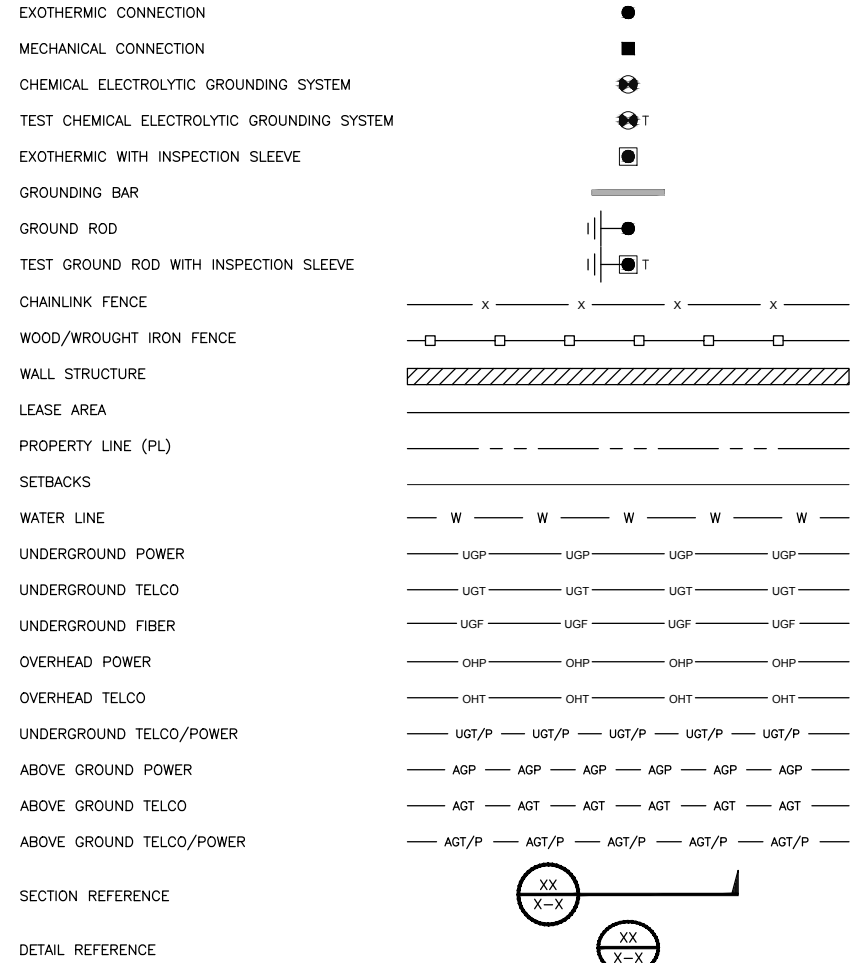 EXOTHERMIC CONNECTION
MECHANICAL CONNECTION
CHEMICAL ELECTROLYTIC GROUNDING SYSTEM
TEST CHEMICAL ELECTROLYTIC GROUNDING SYSTEM T
EXOTHERMIC WITH INSPECTION SLEEVE
GROUNDING BAR
GROUND ROD
TEST GROUND ROD WITH INSPECTION SLEEVE T
CHAINLINK FENCE X X X X
WOOD/WROUGHT IRON FENCE
WALL STRUCTURE
LEASE AREA
PROPERTY LINE (PL)
SETBACKS
WATER LINE W W W W W
UNDERGROUND POWER UGP UGP UGP UGP
UNDERGROUND TELCO UGT UGT UGT UGT
UNDERGROUND FIBER UGF UGF UGF UGF
OVERHEAD POWER OHP OHP OHP OHP
OVERHEAD TELCO OHT OHT OHT OHT
UNDERGROUND TELCO/POWER UGT/P UGT/P UGT/P UGT/P UGT/P
ABOVE GROUND POWER AGP AGP AGP AGP AGP AGP
ABOVE GROUND TELCO AGT AGT AGT AGT AGT AGT
ABOVE GROUND TELCO/POWER AGT/P AGT/P AGT/P AGT/P AGT/P
XX
SECTION REFERENCE X-X
XX
DETAIL REFERENCE X-X